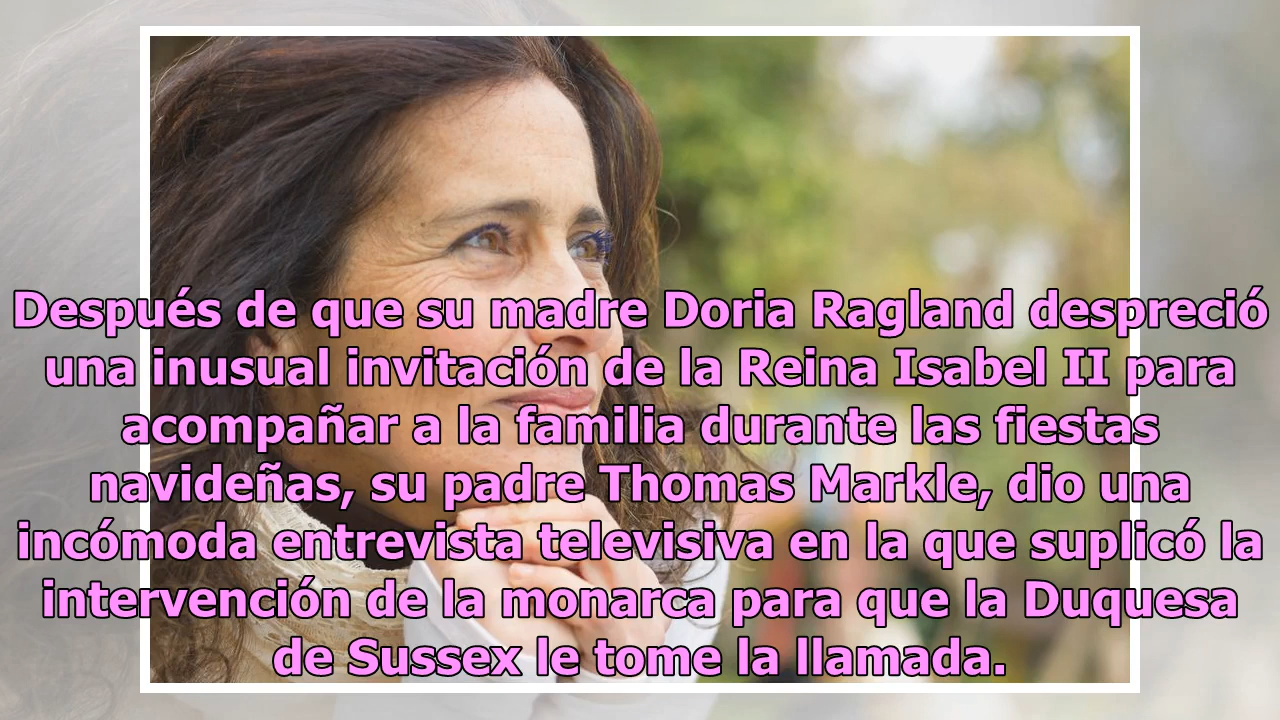 Después de que su madre Doria Ragland despreció
una inusual invitación de la Reina Isabel II para
acompañar a la familia durante las fiestas
navideñas, su padre Thomas Markle, dio una
incómoda entrevista televisiva en la que suplicó la
intervención de la monarca para que la Duquesa
de Sussex le tome la llamada.